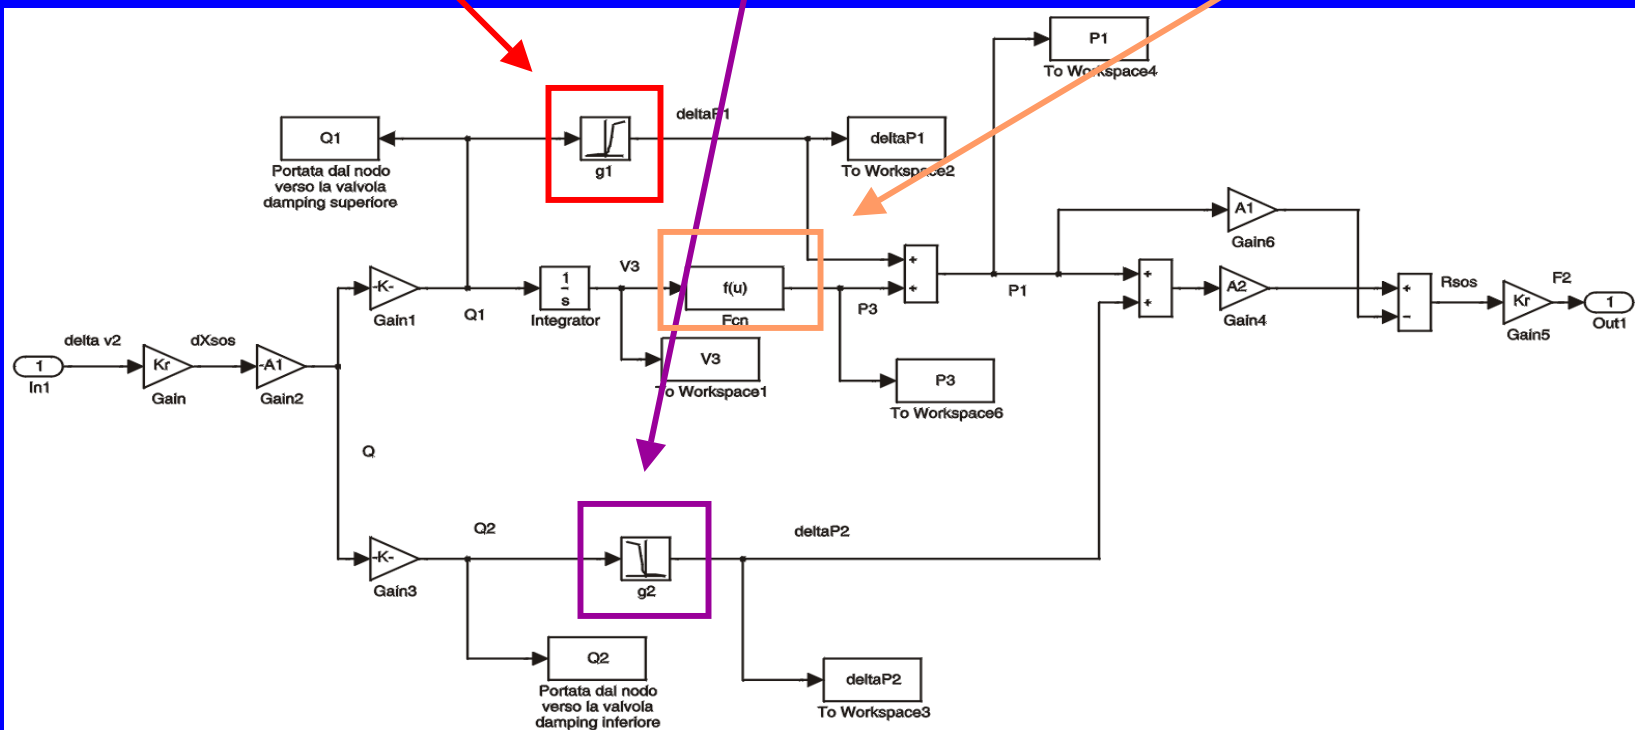 P1
To Workspace4
deltaP1
Q1
Portata dal nodo
verso la valvola
damping superiore
g1
deltaP1
To Workspace2
A1
Gain6
V3
1
s
Integrator
f(u)
Fcn
+
+
P3
P1
+
+
A2
Gain4
+
−
Rsos
Kr
Gain5
F2
1
Out1
-K-
Gain1
Q1
delta v2
1
In1
Kr
Gain
dXsos
-A1
Gain2
V3
To Workspace1
P3
To Workspace6
Q
-K-
Gain3
Q2
g2
deltaP2
Q2
Portata dal nodo
verso la valvola
damping inferiore
deltaP2
To Workspace3